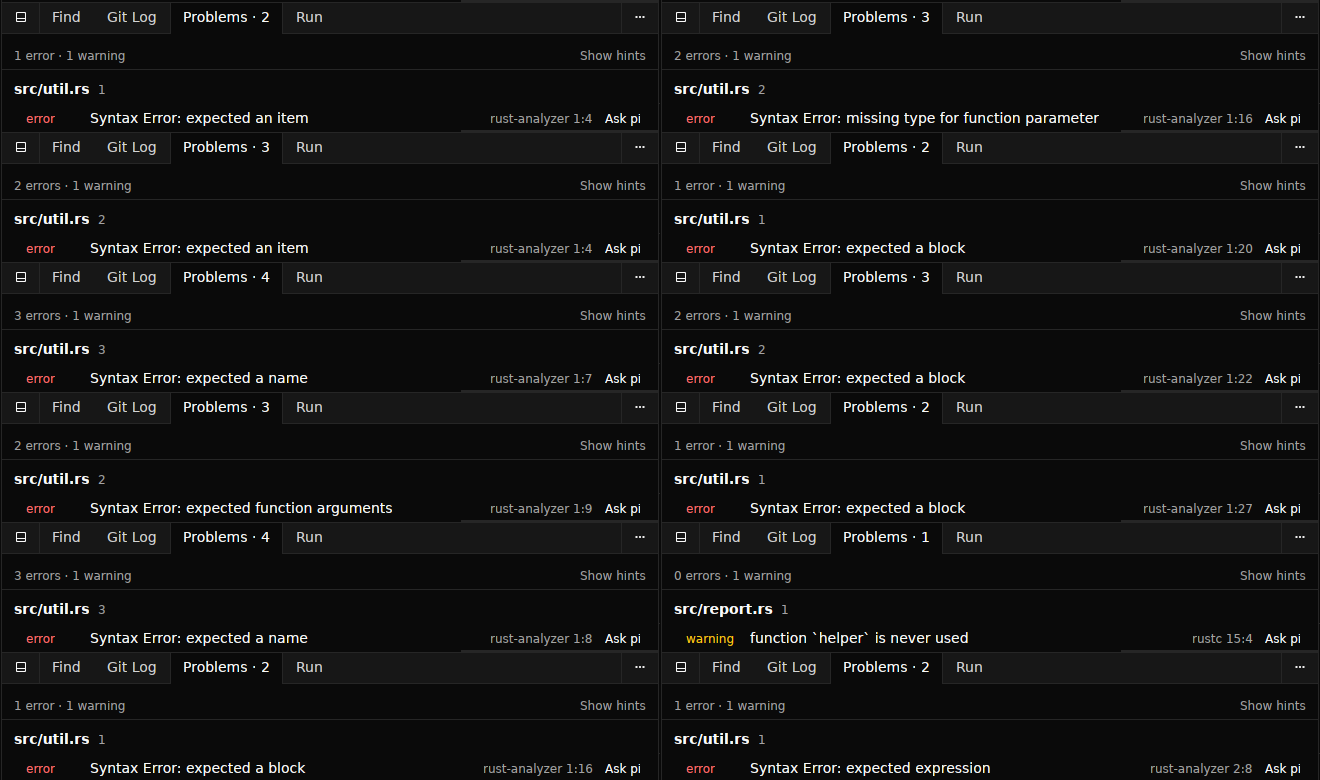 Find Git Log Problems · 2 Run ···
1 error · 1 warning Show hints
src/util.rs 1
error Syntax Error: expected an item rust-analyzer 1:4 Ask pi
Find Git Log Problems · 3 Run ···
2 errors · 1 warning Show hints
src/util.rs 2
error Syntax Error: expected an item rust-analyzer 1:4 Ask pi
Find Git Log Problems · 4 Run ···
3 errors · 1 warning Show hints
src/util.rs 3
error Syntax Error: expected a name rust-analyzer 1:7 Ask pi
Find Git Log Problems · 3 Run ···
2 errors · 1 warning Show hints
src/util.rs 2
error Syntax Error: expected function arguments rust-analyzer 1:9 Ask pi
Find Git Log Problems · 4 Run ···
3 errors · 1 warning Show hints
src/util.rs 3
error Syntax Error: expected a name rust-analyzer 1:8 Ask pi
Find Git Log Problems · 2 Run ···
1 error · 1 warning Show hints
src/util.rs 1
error Syntax Error: expected a block rust-analyzer 1:16 Ask pi
Find Git Log Problems · 3 Run ···
2 errors · 1 warning Show hints
src/util.rs 2
error Syntax Error: missing type for function parameter rust-analyzer 1:16 Ask pi
Find Git Log Problems · 2 Run ···
1 error · 1 warning Show hints
src/util.rs 1
error Syntax Error: expected a block rust-analyzer 1:20 Ask pi
Find Git Log Problems · 3 Run ···
2 errors · 1 warning Show hints
src/util.rs 2
error Syntax Error: expected a block rust-analyzer 1:22 Ask pi
Find Git Log Problems · 2 Run ···
1 error · 1 warning Show hints
src/util.rs 1
error Syntax Error: expected a block rust-analyzer 1:27 Ask pi
Find Git Log Problems · 1 Run ···
0 errors · 1 warning Show hints
src/report.rs 1
warning function `helper` is never used rustc 15:4 Ask pi
Find Git Log Problems · 2 Run ···
1 error · 1 warning Show hints
src/util.rs 1
error Syntax Error: expected expression rust-analyzer 2:8 Ask pi